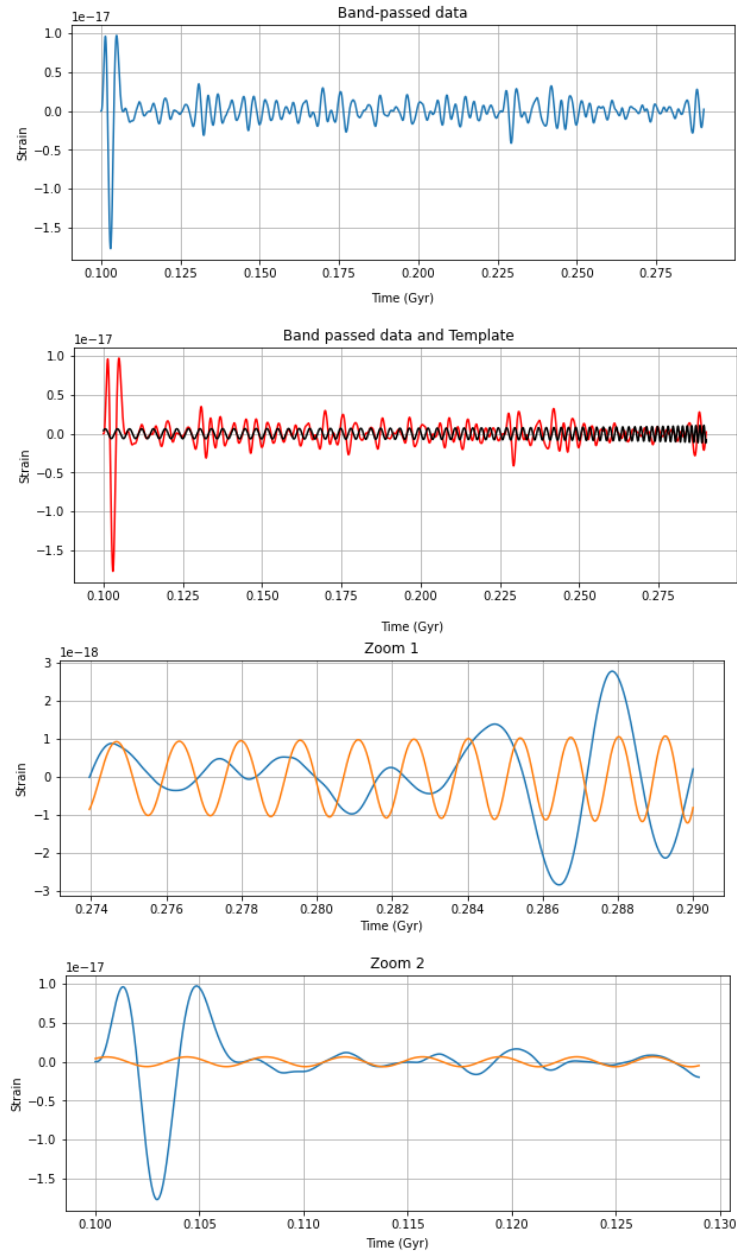 Band-passed data
1e−17
1.0
0.5
0.0
−0.5
−1.0
−1.5
Strain
0.100 0.125 0.150 0.175 0.200 0.225 0.250 0.275
Time (Gyr)
Band passed data and Template
1e−17
1.0
0.5
0.0
−0.5
−1.0
−1.5
Strain
0.100 0.125 0.150 0.175 0.200 0.225 0.250 0.275
Time (Gyr)
Zoom 1
1e−18
3
2
1
0
−1
−2
−3
Strain
0.274 0.276 0.278 0.280 0.282 0.284 0.286 0.288 0.290
Time (Gyr)
Zoom 2
1e−17
1.0
0.5
0.0
−0.5
−1.0
−1.5
Strain
0.100 0.105 0.110 0.115 0.120 0.125 0.130
Time (Gyr)